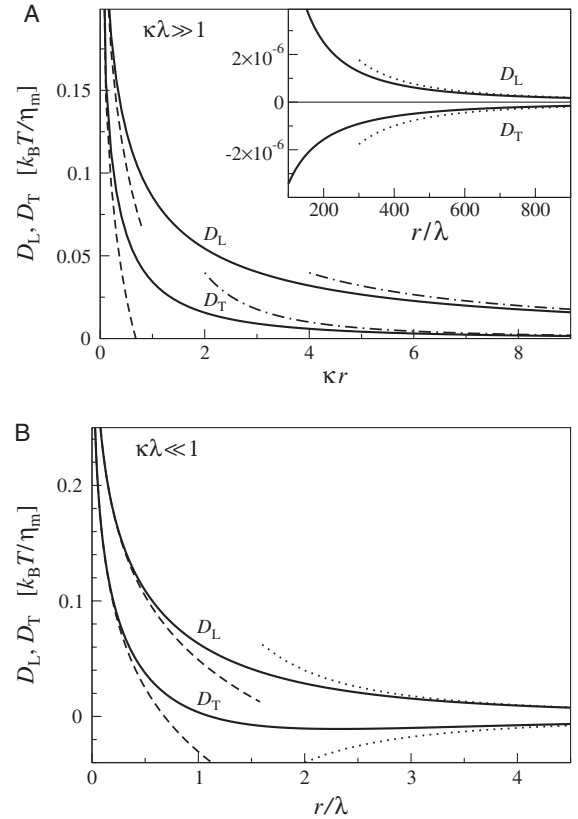 A
κλ≫1
D_L, D_T [k_BT/η_m]
0.15
0.1
0.05
0
0 2 4 6 8
κr
D_L
D_T
2×10⁻⁶
0
-2×10⁻⁶
200 400 600 800
r/λ
D_L
D_T
B
κλ≪1
D_L, D_T [k_BT/η_m]
0.2
0.1
0
0 1 2 3 4
r/λ
D_L
D_T